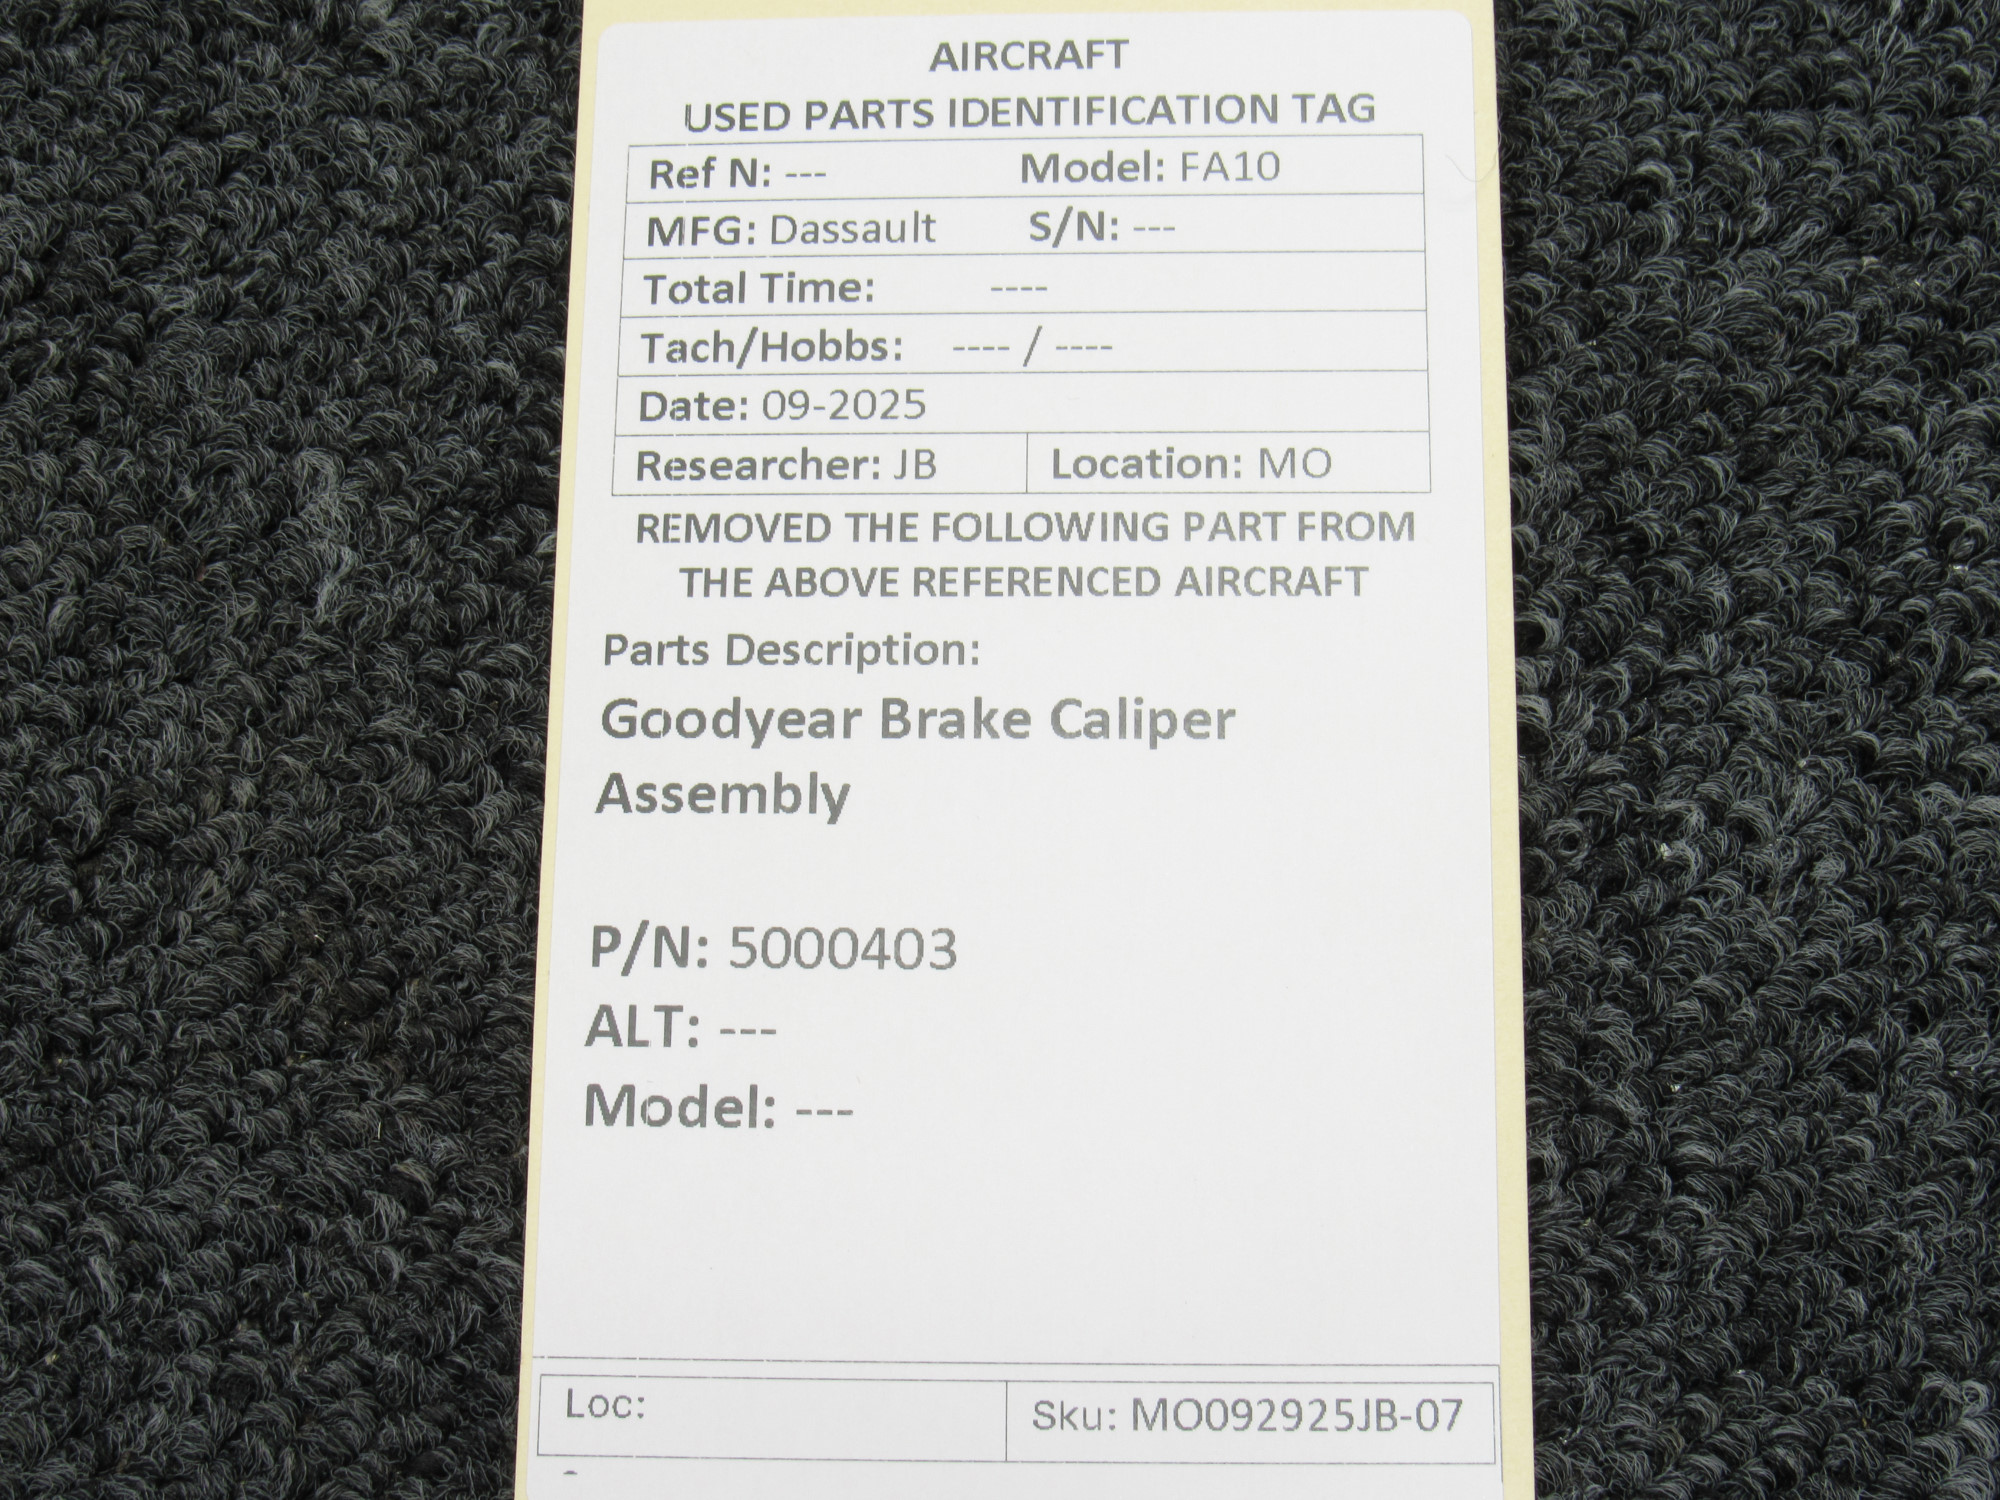 AIRCRAFT
USED PARTS IDENTIFICATION TAG
Ref N: --- Model: FA10
MFG: Dassault S/N: ---
Total Time: ----
Tach/Hobbs: ---- / ----
Date: 09-2025
Researcher: JB Location: MO
REMOVED THE FOLLOWING PART FROM
THE ABOVE REFERENCED AIRCRAFT
Parts Description:
Goodyear Brake Caliper
Assembly
P/N: 5000403
ALT: ---
Model: ---
Loc: Sku: MO092925JB-07